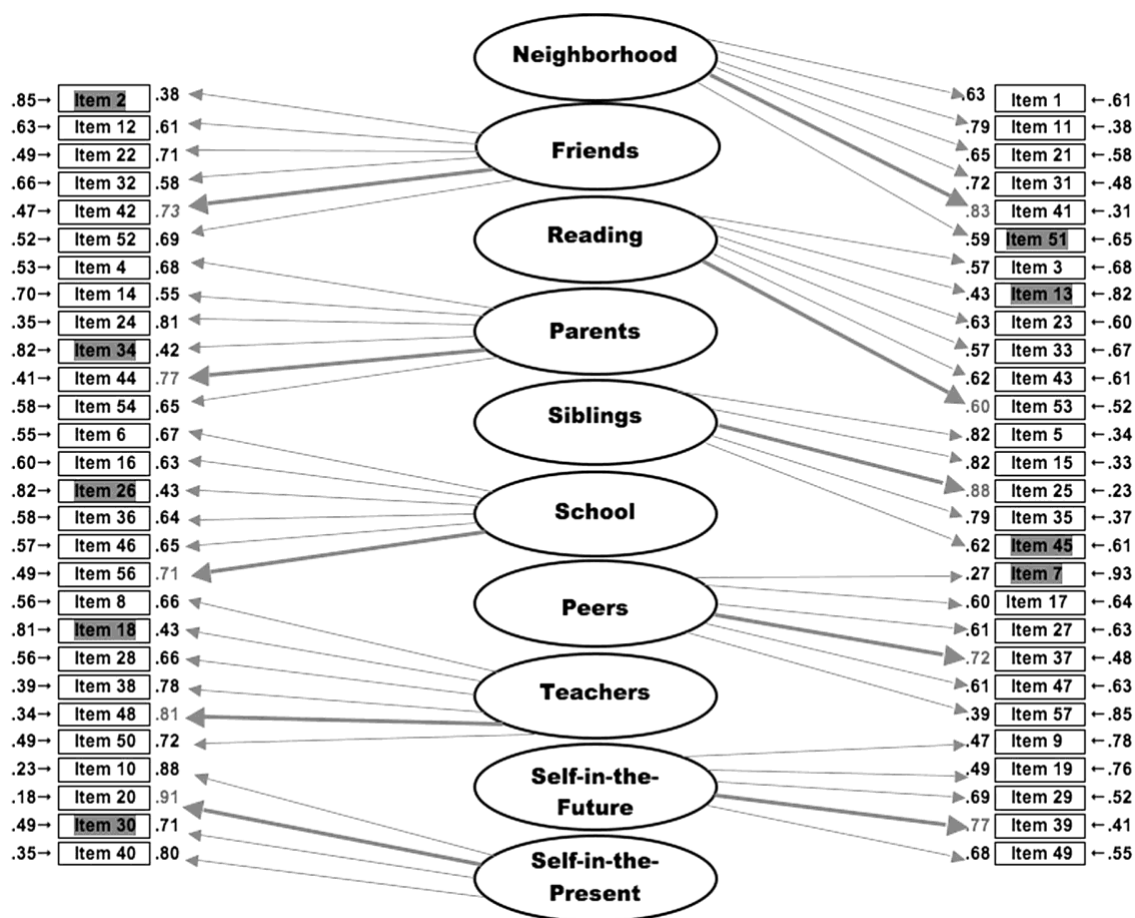 Neighborhood
Friends
Reading
Parents
Siblings
School
Peers
Teachers
Self-in-the-
Future
Self-in-the-
Present
.85→ Item 2 .38
.63→ Item 12 .61
.49→ Item 22 .71
.66→ Item 32 .58
.47→ Item 42 .73
.52→ Item 52 .69
.53→ Item 4 .68
.70→ Item 14 .55
.35→ Item 24 .81
.82→ Item 34 .42
.41→ Item 44 .77
.58→ Item 54 .65
.55→ Item 6 .67
.60→ Item 16 .63
.82→ Item 26 .43
.58→ Item 36 .64
.57→ Item 46 .65
.49→ Item 56 .71
.56→ Item 8 .66
.81→ Item 18 .43
.56→ Item 28 .66
.39→ Item 38 .78
.34→ Item 48 .81
.49→ Item 50 .72
.23→ Item 10 .88
.18→ Item 20 .91
.49→ Item 30 .71
.35→ Item 40 .80
.63 Item 1 ←.61
.79 Item 11 ←.38
.65 Item 21 ←.58
.72 Item 31 ←.48
.83 Item 41 ←.31
.59 Item 51 ←.65
.57 Item 3 ←.68
.43 Item 13 ←.82
.63 Item 23 ←.60
.57 Item 33 ←.67
.62 Item 43 ←.61
.60 Item 53 ←.52
.82 Item 5 ←.34
.82 Item 15 ←.33
.88 Item 25 ←.23
.79 Item 35 ←.37
.62 Item 45 ←.61
.27 Item 7 ←.93
.60 Item 17 ←.64
.61 Item 27 ←.63
.72 Item 37 ←.48
.61 Item 47 ←.63
.39 Item 57 ←.85
.47 Item 9 ←.78
.49 Item 19 ←.76
.69 Item 29 ←.52
.77 Item 39 ←.41
.68 Item 49 ←.55